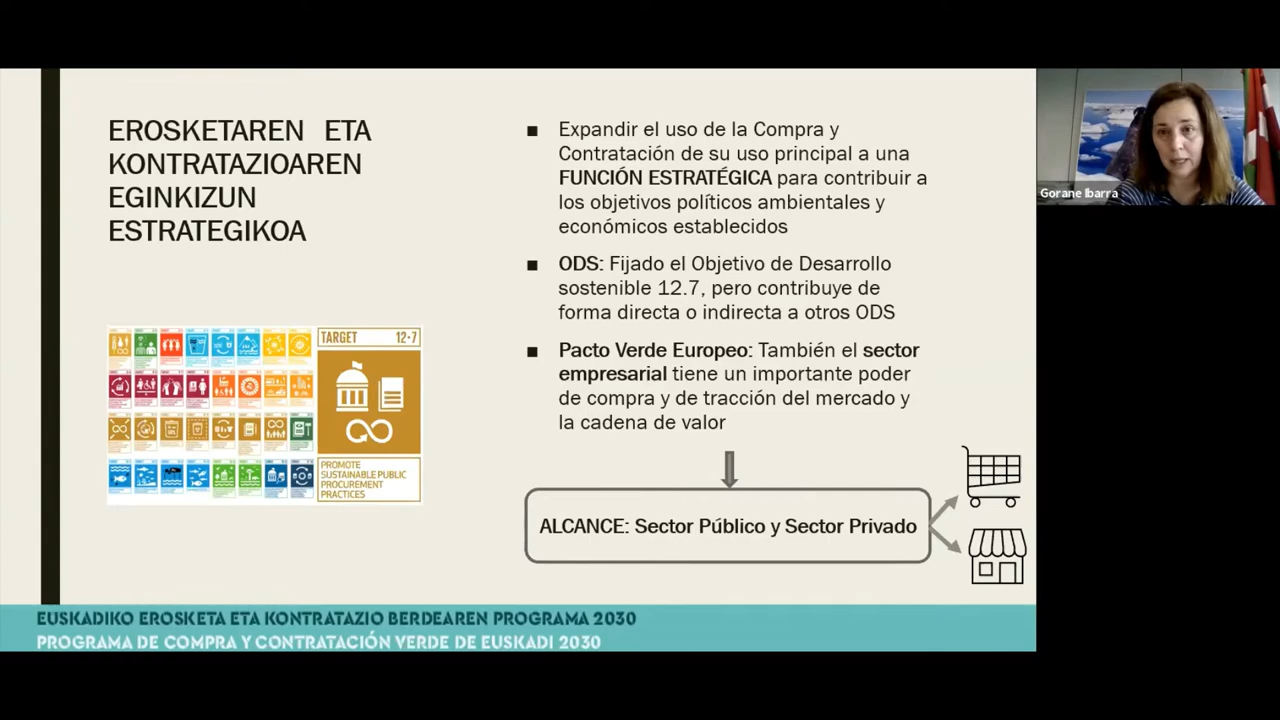 EROSKETAREN ETA
KONTRATAZIOAREN
EGINKIZUN
ESTRATEGIKOA
TARGET 12·7
PROMOTE
SUSTAINABLE PUBLIC
PROCUREMENT
PRACTICES
■ Expandir el uso de la Compra y
Contratación de su uso principal a una
FUNCIÓN ESTRATÉGICA para contribuir a
los objetivos políticos ambientales y
económicos establecidos
■ ODS: Fijado el Objetivo de Desarrollo
sostenible 12.7, pero contribuye de
forma directa o indirecta a otros ODS
■ Pacto Verde Europeo: También el sector
empresarial tiene un importante poder
de compra y de tracción del mercado y
la cadena de valor
ALCANCE: Sector Público y Sector Privado
EUSKADIKO EROSKETA ETA KONTRATAZIO BERDEAREN PROGRAMA 2030
PROGRAMA DE COMPRA Y CONTRATACIÓN VERDE DE EUSKADI 2030
Gorane Ibarra